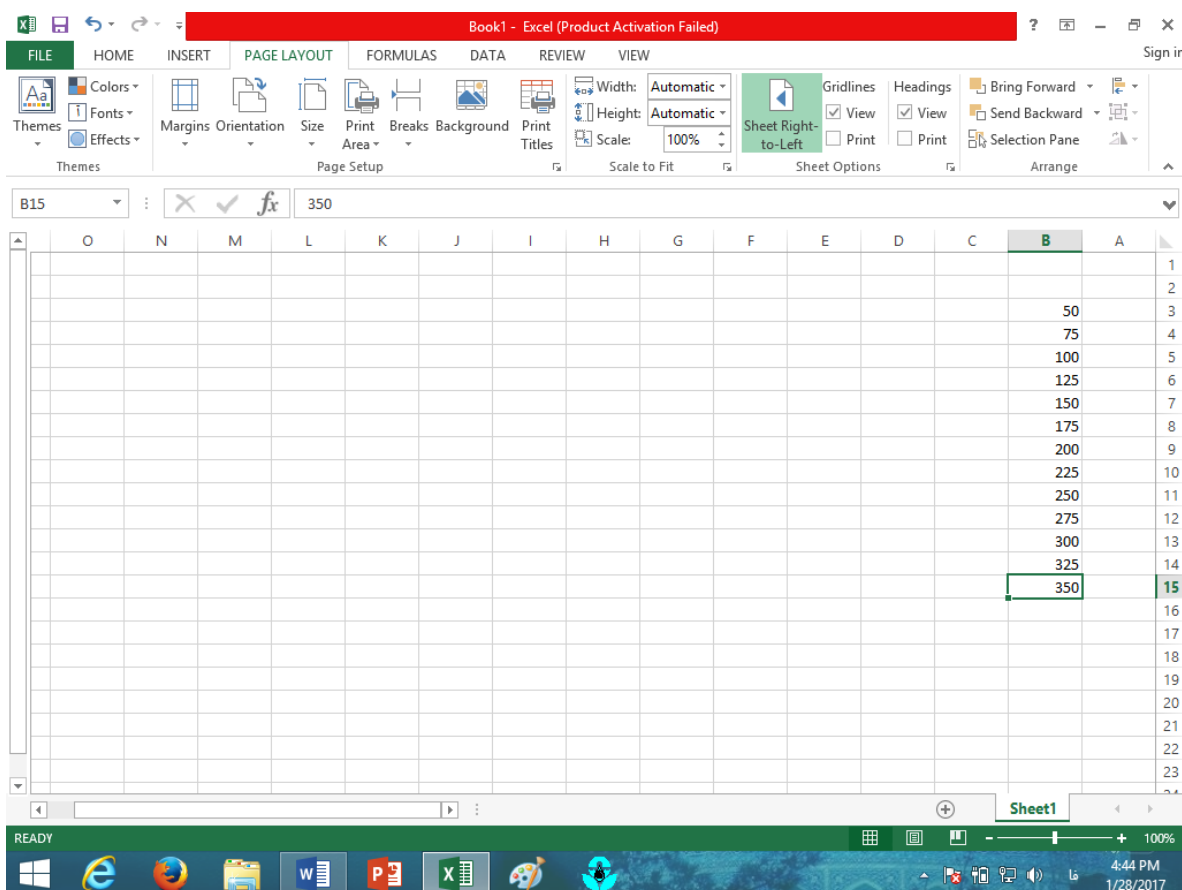 Book1 - Excel (Product Activation Failed)
FILE HOME INSERT PAGE LAYOUT FORMULAS DATA REVIEW VIEW Sign in
Colors Width: Automatic Gridlines Headings Bring Forward
Fonts Height: Automatic View View Send Backward
Themes Margins Orientation Size Print Breaks Background Print Sheet Right-
Effects Area Titles Scale: 100% to-Left Print Print Selection Pane
Themes Page Setup Scale to Fit Sheet Options Arrange
B15 fx 350
O N M L K J I H G F E D C B A
1
2
50 3
75 4
100 5
125 6
150 7
175 8
200 9
225 10
250 11
275 12
300 13
325 14
350 15
16
17
18
19
20
21
22
23
Sheet1
READY 100%
4:44 PM
فا
1/28/2017